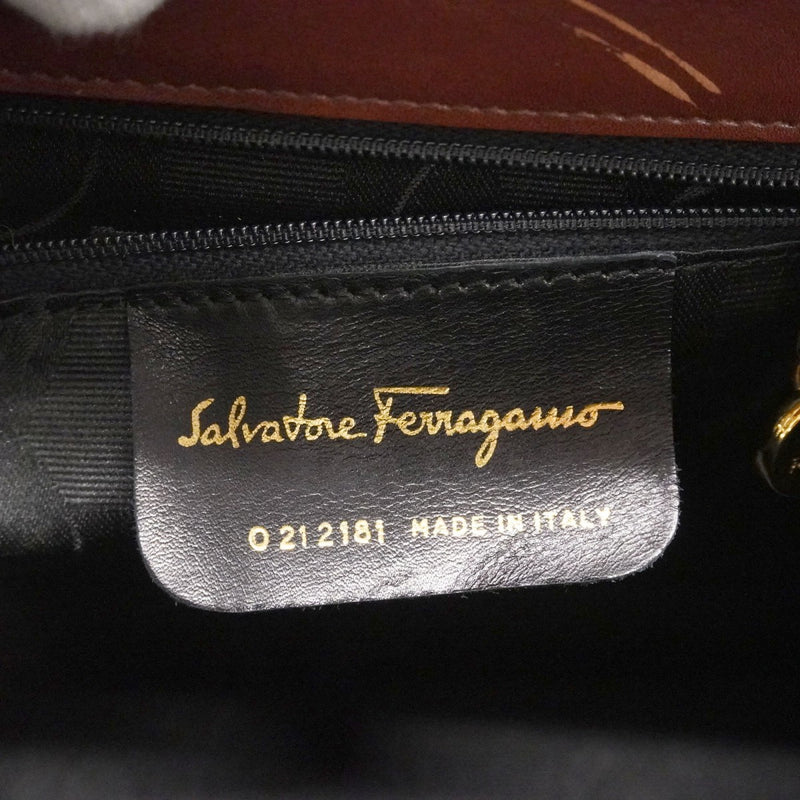 Salvatore Ferragamo
O 21 2181 MADE IN ITALY